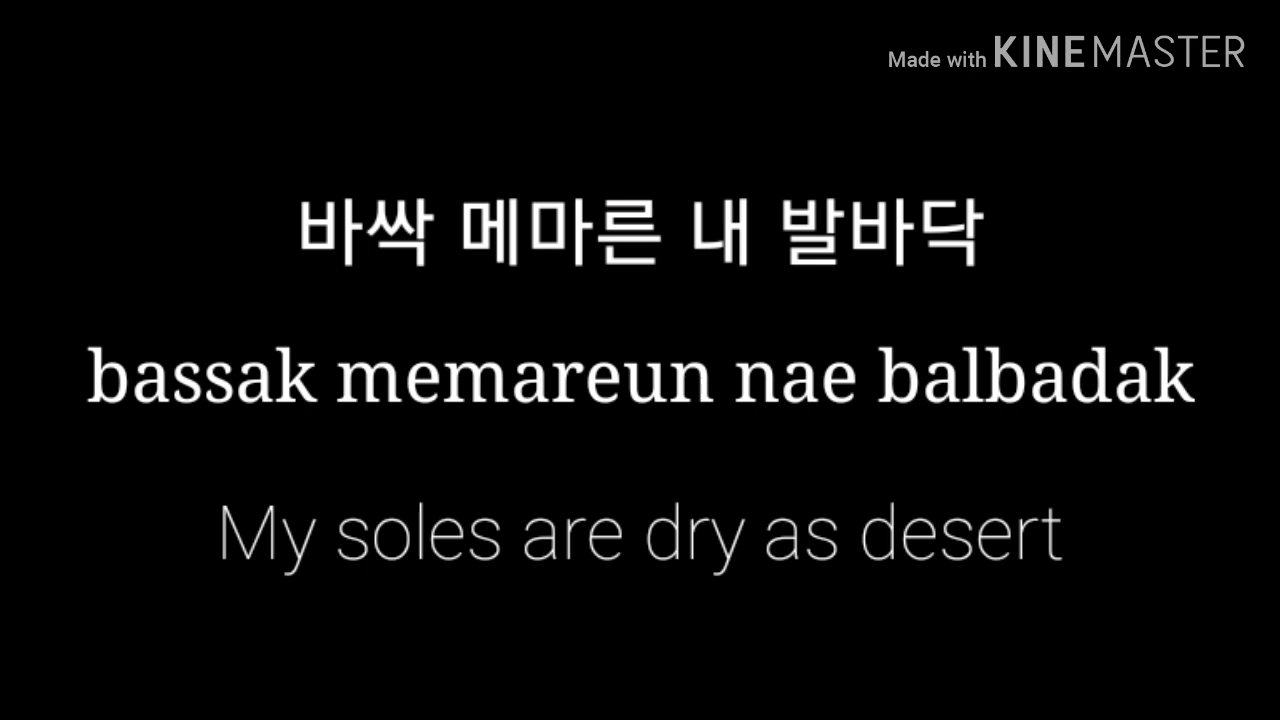 Made with KINEMASTER
바싹 메마른 내 발바닥
bassak memareun nae balbadak
My soles are dry as desert